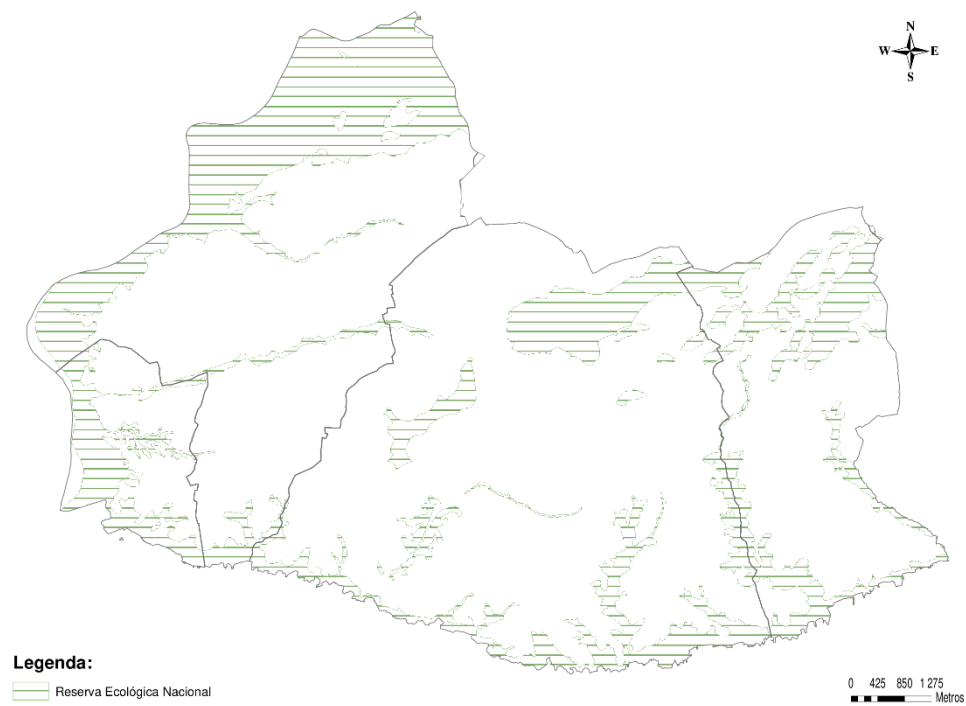 N
W E
S
Legenda:
Reserva Ecológica Nacional
0 425 850 1 275
Metros